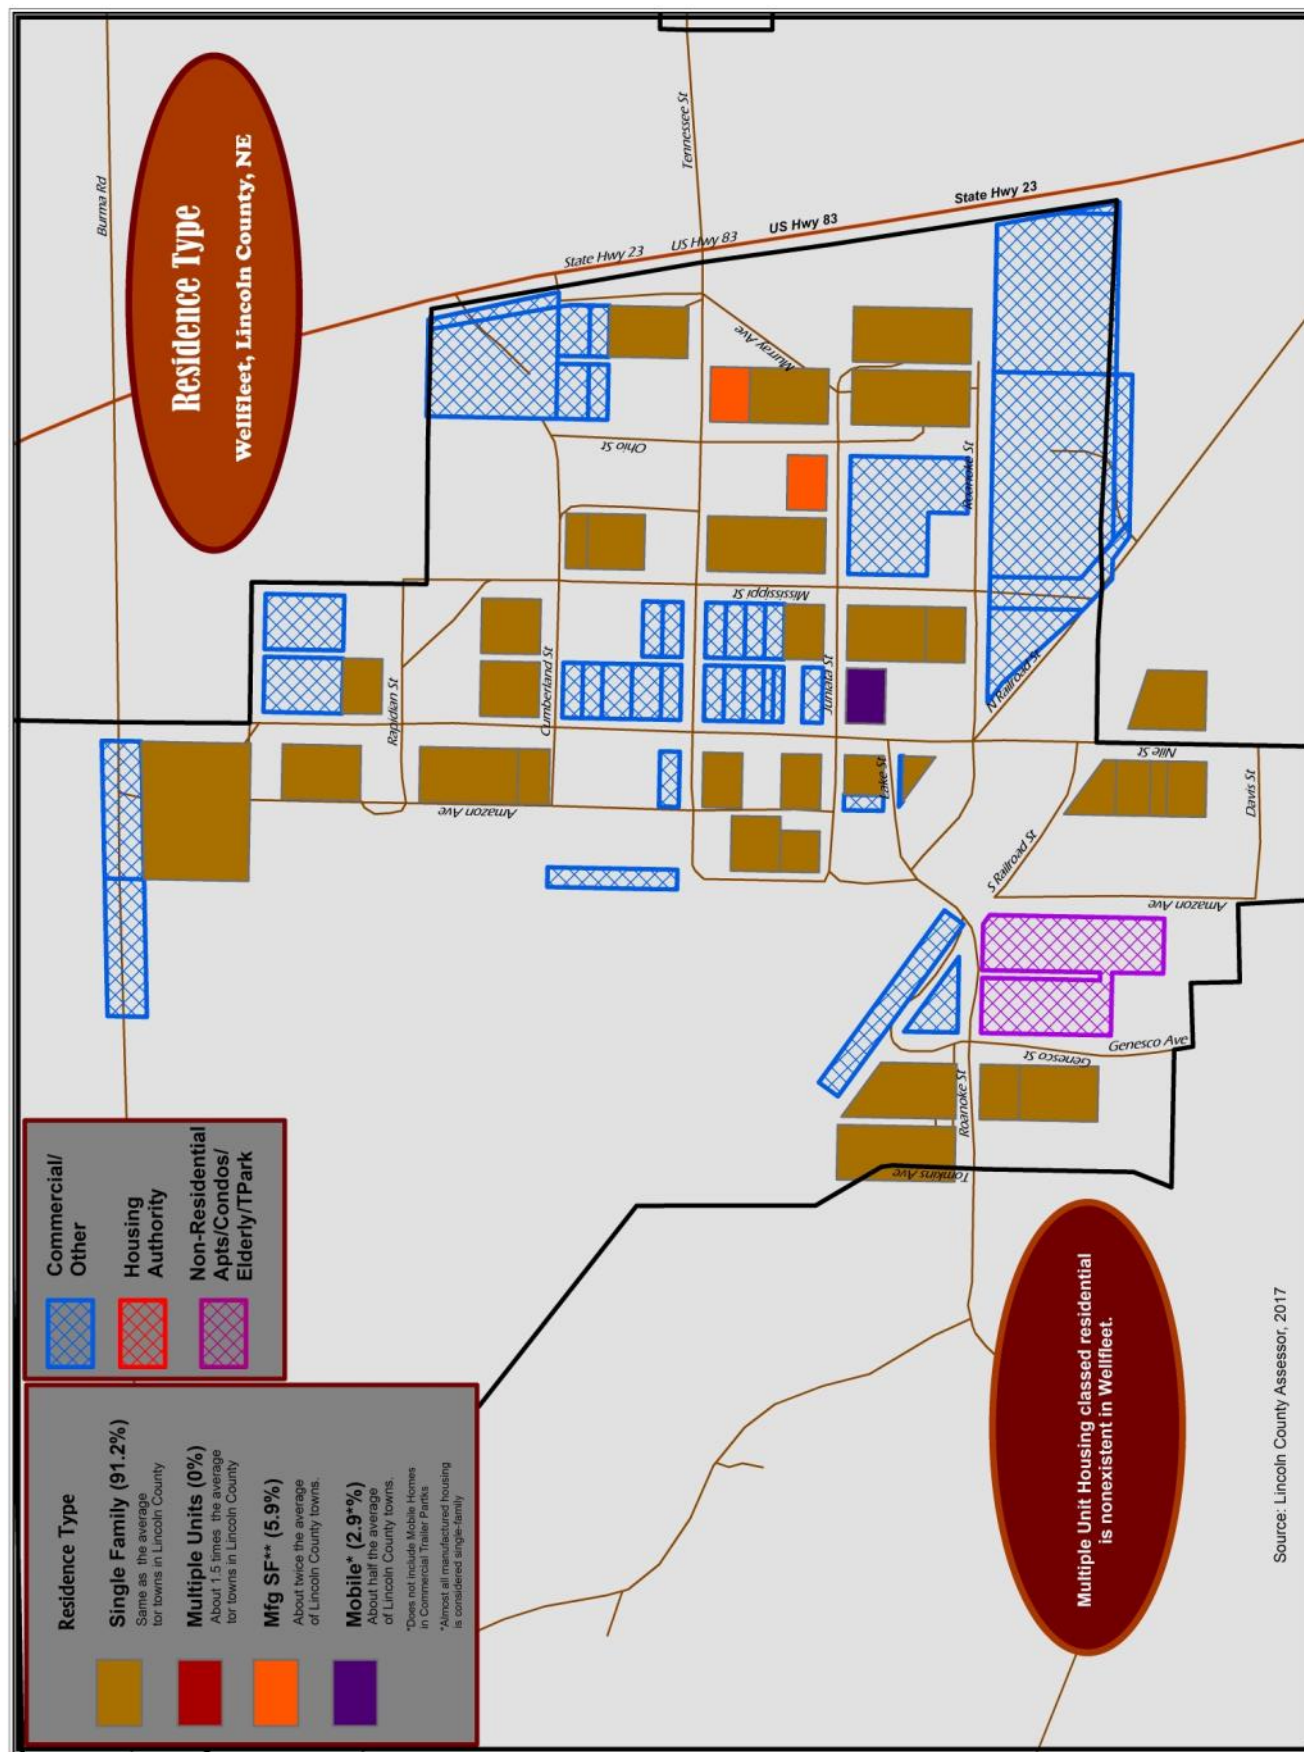 Residence Type
Wellfleet, Lincoln County, NE
Burma Rd
Tennessee St
State Hwy 23
US Hwy 83
US Hwy 83
State Hwy 23
Murray Ave
Ohio St
Roanoke St
Mississippi St
Rapidian St
Cumberland St
Juniata St
N Railroad St
Lake St
Nile St
Amazon Ave
Davis St
S Railroad St
Amazon Ave
Genesco Ave
Genesco St
Roanoke St
Tomkins Ave
Commercial/
Other
Housing
Authority
Non-Residential
Apts/Condos/
Elderly/TPark
Residence Type
Single Family (91.2%)
Same as the average
tor towns in Lincoln County
Multiple Units (0%)
About 1.5 times the average
tor towns in Lincoln County
Mfg SF** (5.9%)
About twice the average
of Lincoln County towns.
Mobile* (2.9*%)
About half the average
of Lincoln County towns.
*Does not include Mobile Homes
in Commercial Trailer Partks
*Almost all manufactured housing
is considered single-family
Multiple Unit Housing classed residential
is nonexistent in Wellfleet.
Source: Lincoln County Assessor, 2017